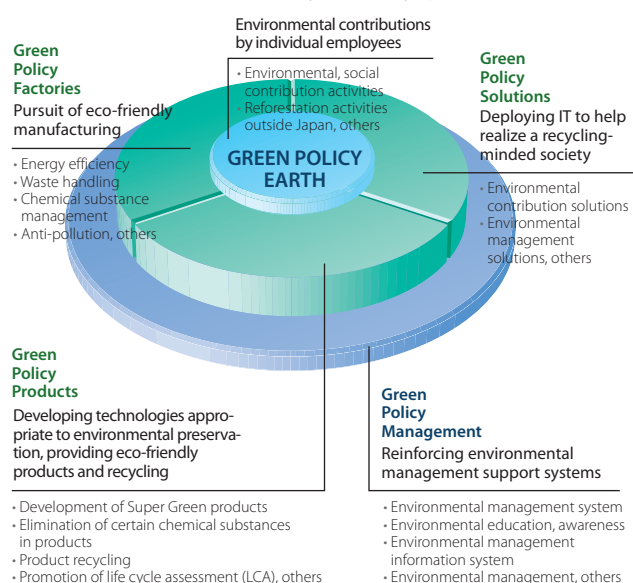 Environmental contributions
by individual employees
• Environmental, social
contribution activities
• Reforestation activities
outside Japan, others
Green
Policy
Factories
Pursuit of eco-friendly
manufacturing
• Energy efficiency
• Waste handling
• Chemical substance
management
• Anti-pollution, others
GREEN POLICY
EARTH
Green
Policy
Solutions
Deploying IT to help
realize a recycling-
minded society
• Environmental
contribution solutions
• Environmental
management
solutions, others
Green
Policy
Products
Developing technologies appro-
priate to environmental preserva-
tion, providing eco-friendly
products and recycling
• Development of Super Green products
• Elimination of certain chemical substances
in products
• Product recycling
• Promotion of life cycle assessment (LCA), others
Green
Policy
Management
Reinforcing environmental
management support systems
• Environmental management system
• Environmental education, awareness
• Environmental management
information system
• Environmental management, others